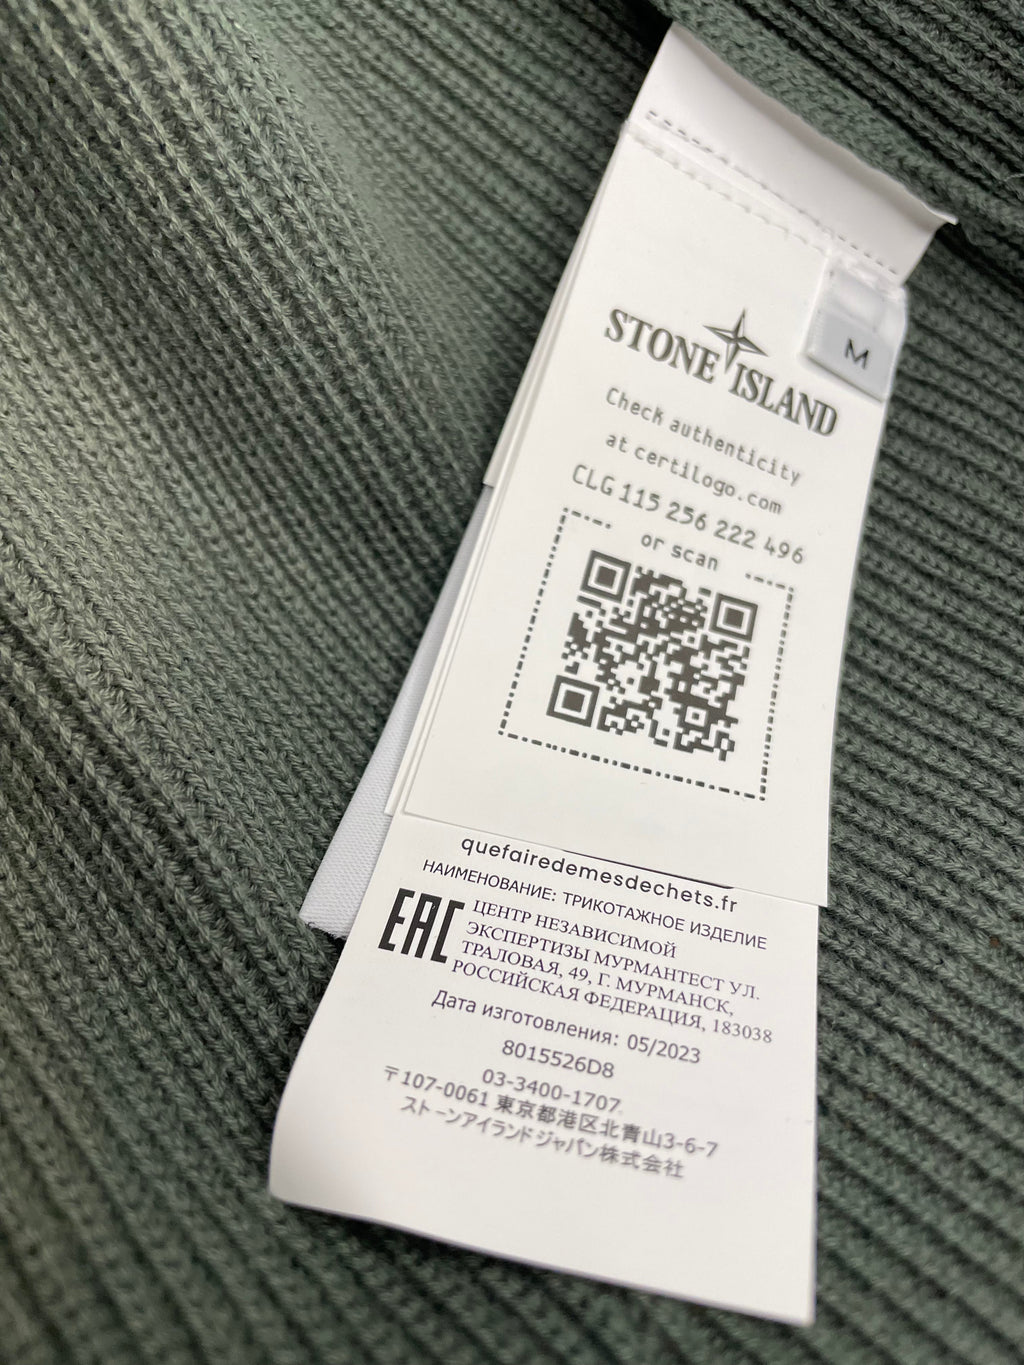 STONE ISLAND
M
Check authenticity
at certilogo.com
CLG 115 256 222 496
or scan
quefairedemesdechets.fr
НАИМЕНОВАНИЕ: ТРИКОТАЖНОЕ ИЗДЕЛИЕ
EAC
ЦЕНТР НЕЗАВИСИМОЙ
ЭКСПЕРТИЗЫ МУРМАНТЕСТ УЛ.
ТРАЛОВАЯ, 49, Г. МУРМАНСК,
РОССИЙСКАЯ ФЕДЕРАЦИЯ, 183038
Дата изготовления: 05/2023
8015526D8
03-3400-1707
〒107-0061 東京都港区北青山3-6-7
ストーンアイランドジャパン株式会社